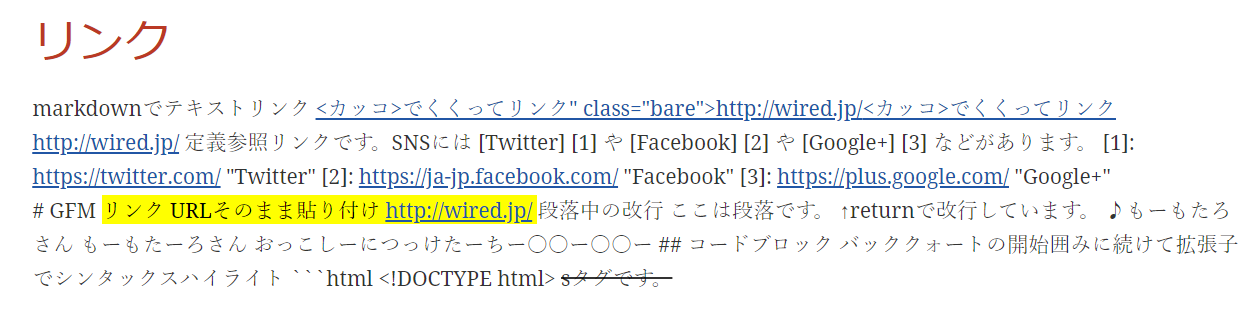 リンク
markdownでテキストリンク <カッコ>でくくってリンク" class="bare">http://wired.jp/<カッコ>でくくってリンク
http://wired.jp/ 定義参照リンクです。SNSには [Twitter] [1] や [Facebook] [2] や [Google+] [3] などがあります。 [1]:
https://twitter.com/ "Twitter" [2]: https://ja-jp.facebook.com/ "Facebook" [3]: https://plus.google.com/ "Google+"
# GFM リンク URLそのまま貼り付け http://wired.jp/ 段落中の改行 ここは段落です。 ↑returnで改行しています。 ♪もーもたろ
さん もーもたーろさん おっこしーにつっけたーちー〇〇ー〇〇ー ## コードブロック バッククォートの開始囲みに続けて拡張子
でシンタックスハイライト ```html <!DOCTYPE html> sタグです。